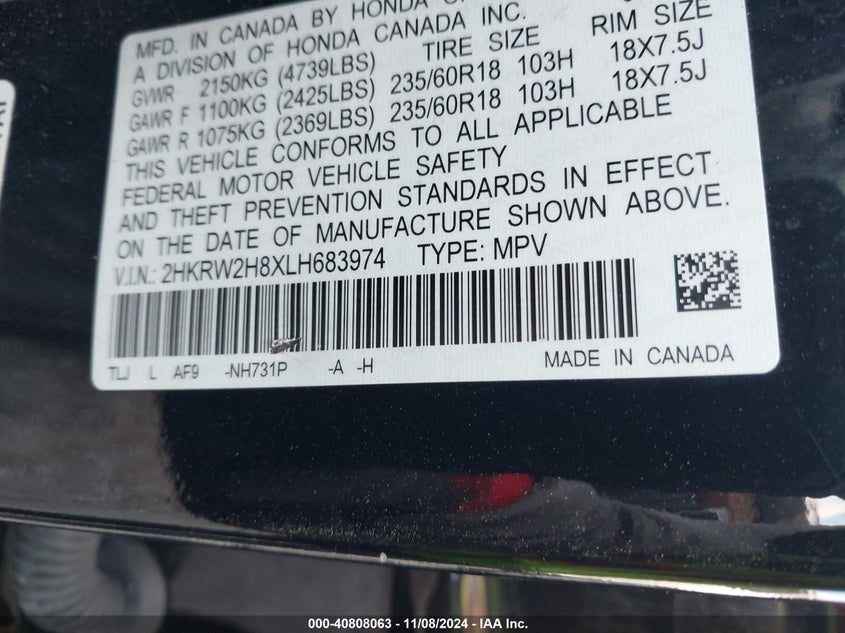 MFD. IN CANADA BY HONDA
A DIVISION OF HONDA CANADA INC.
GVWR 2150KG (4739LBS) TIRE SIZE RIM SIZE
GAWR F 1100KG (2425LBS) 235/60R18 103H 18X7.5J
GAWR R 1075KG (2369LBS) 235/60R18 103H 18X7.5J
THIS VEHICLE CONFORMS TO ALL APPLICABLE
FEDERAL MOTOR VEHICLE SAFETY
AND THEFT PREVENTION STANDARDS IN EFFECT
ON THE DATE OF MANUFACTURE SHOWN ABOVE.
V.I.N.: 2HKRW2H8XLH683974 TYPE: MPV
TLJ L AF9 -NH731P -A -H MADE IN CANADA
000-40808063 - 11/08/2024 - IAA Inc.